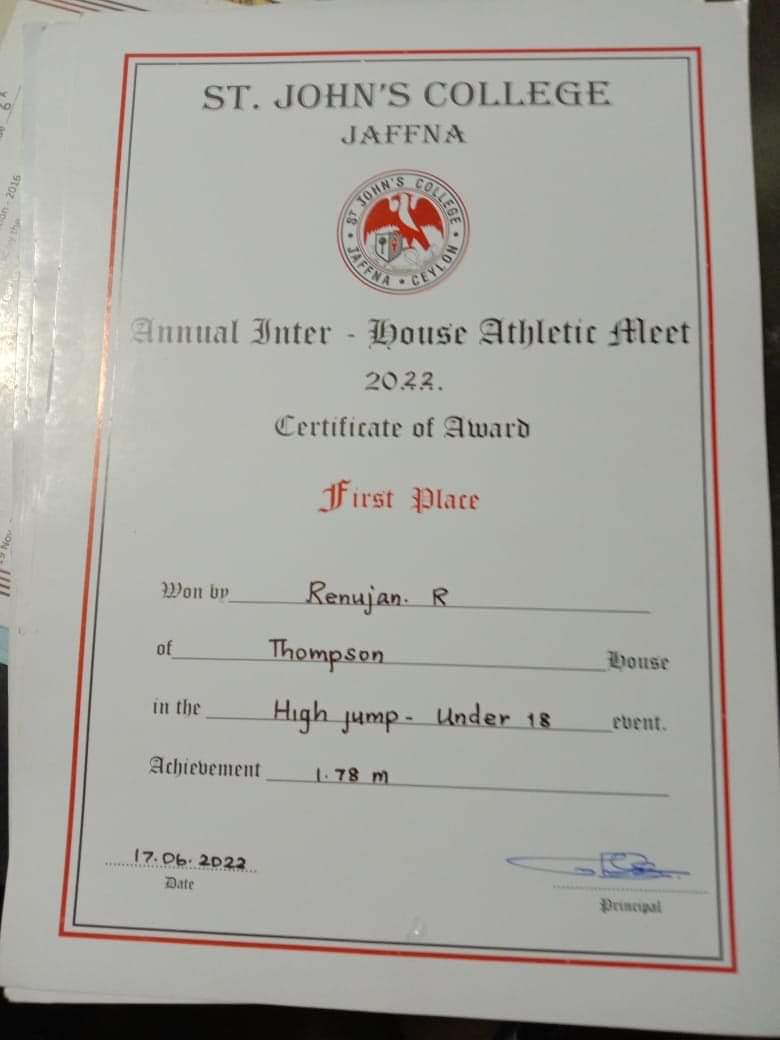 ST. JOHN'S COLLEGE
JAFFNA
ST JOHN'S COLLEGE
JAFFNA • CEYLON
Annual Inter - House Athletic Meet
2022.
Certificate of Award
First Place
Won by Renujan. R
of Thompson House
in the High jump - Under 18 event.
Achievement 1.78 m
17.06.2022
Date
Principal